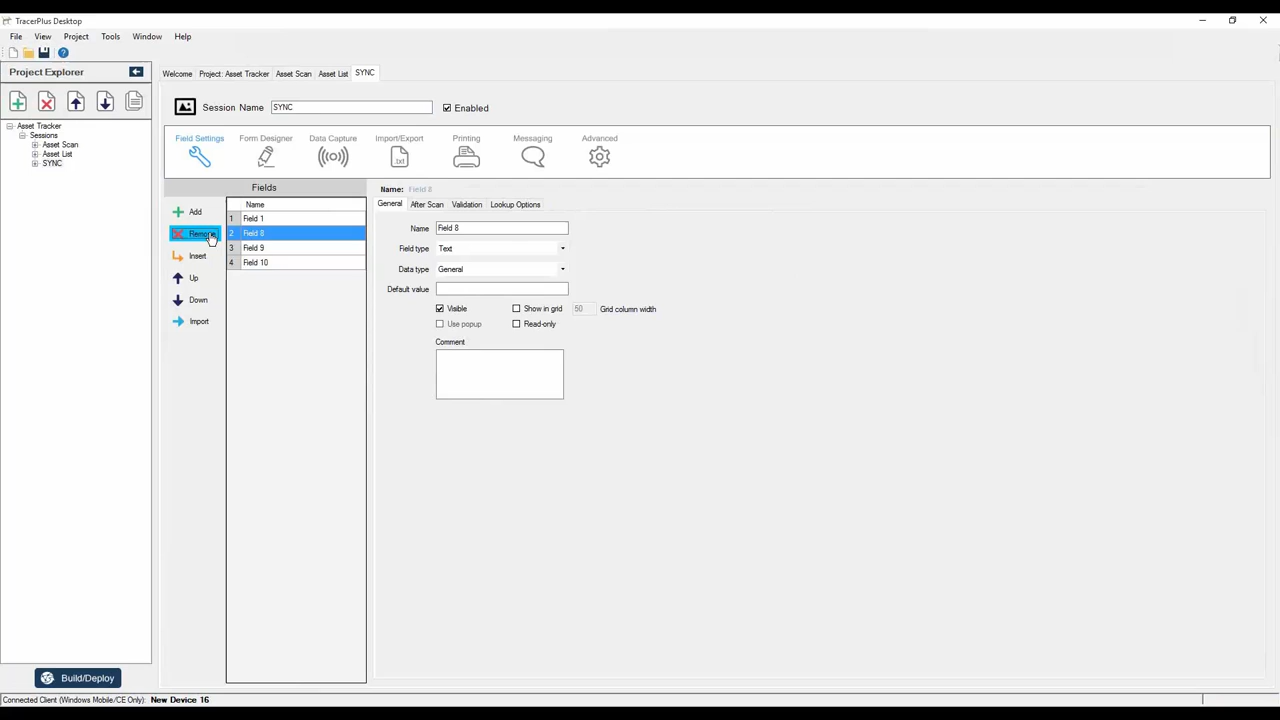 TracerPlus Desktop
File View Project Tools Window Help
Project Explorer
Asset Tracker
Sessions
Asset Scan
Asset List
SYNC
Build/Deploy
Welcome Project: Asset Tracker Asset Scan Asset List SYNC
Session Name SYNC Enabled
Field Settings Form Designer Data Capture Import/Export Printing Messaging Advanced
.txt
Fields
Add
Remove
Insert
Up
Down
Import
Name
1 Field 1
2 Field 8
3 Field 9
4 Field 10
Name: Field 8
General After Scan Validation Lookup Options
Name Field 8
Field type Text
Data type General
Default value
Visible Show in grid 50 Grid column width
Use popup Read-only
Comment
Connected Client (Windows Mobile/CE Only): New Device 16